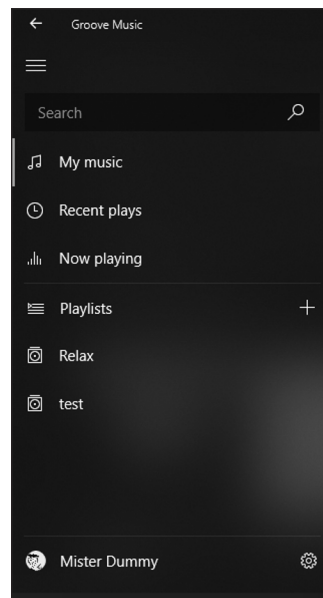 Groove Music
Search
My music
Recent plays
Now playing
Playlists
Relax
test
Mister Dummy